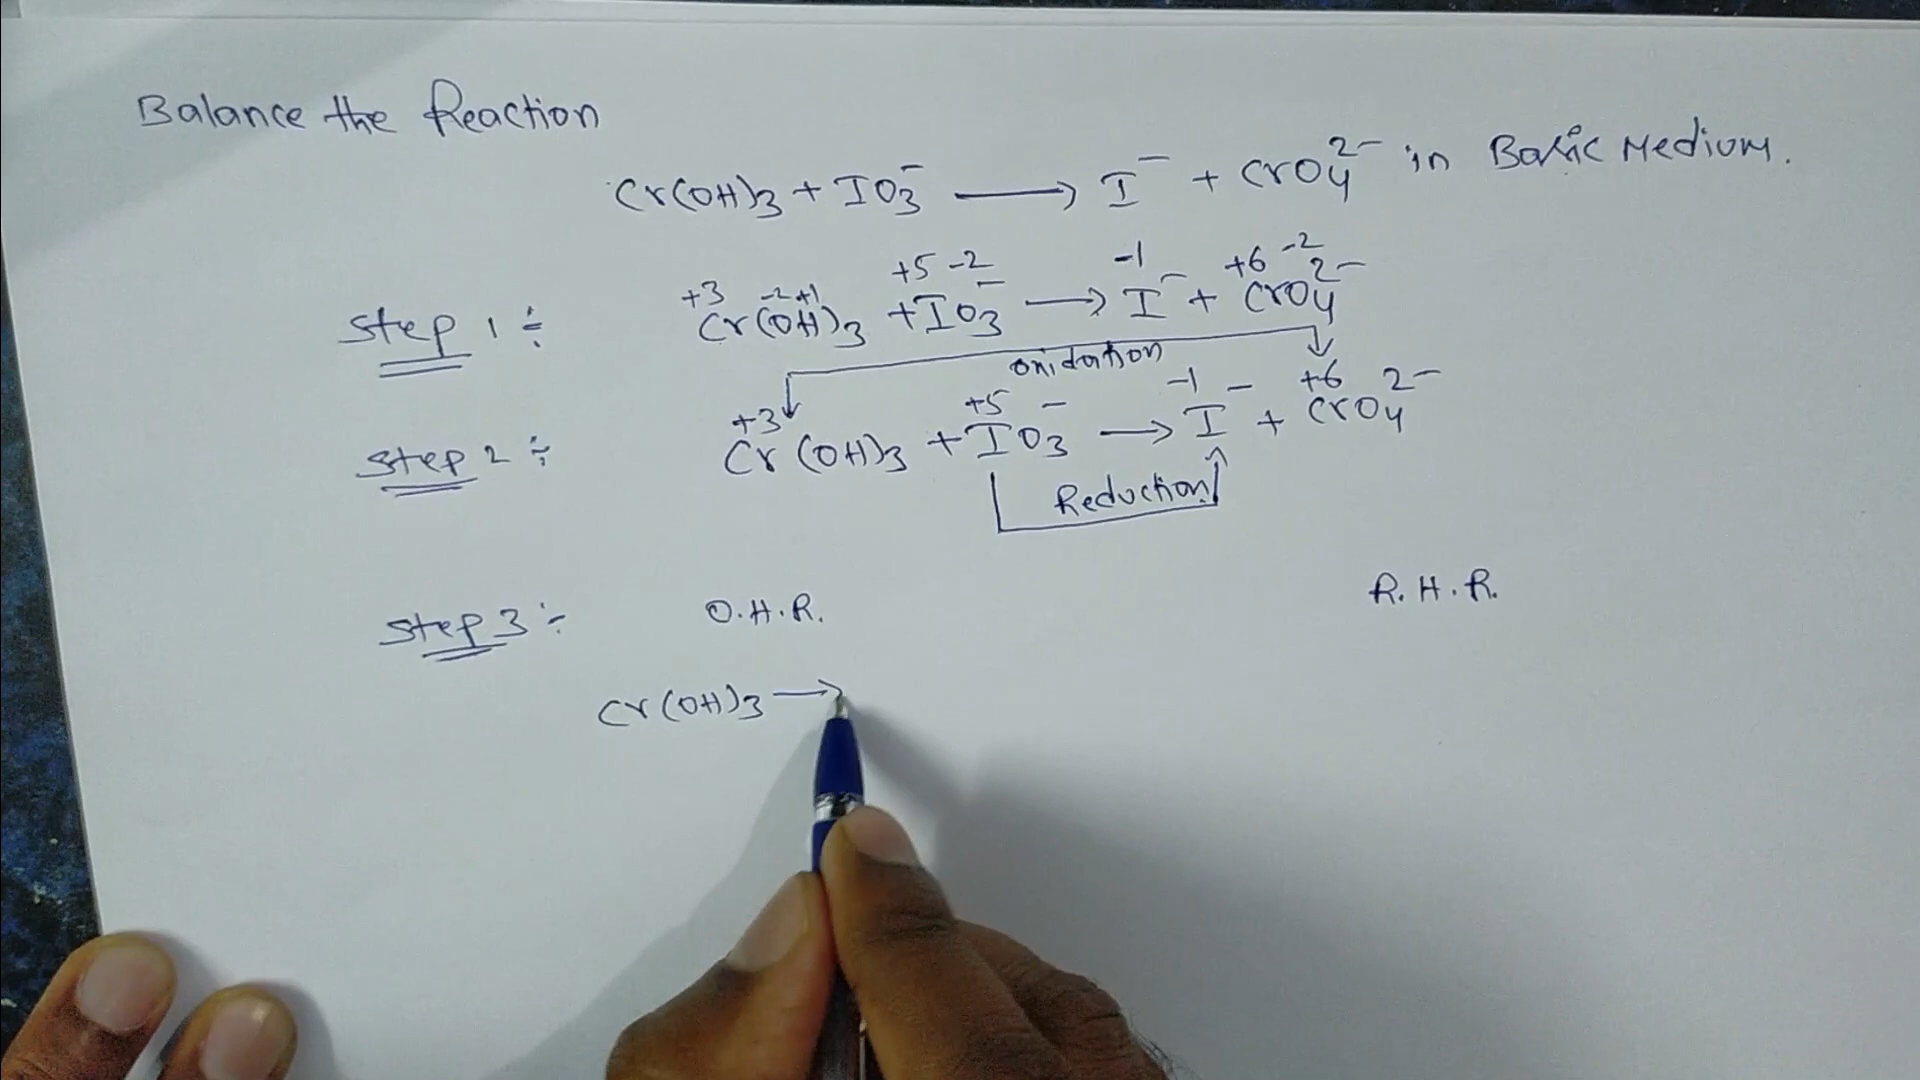 Balance the Reaction
Cr(OH)3 + IO3⁻ ⟶ I⁻ + CrO4²⁻ in Basic Medium.
+3 -2 +1 +5 -2 -1 +6 -2
Step 1 ÷ Cr(OH)3 + IO3⁻ ⟶ I⁻ + CrO4²⁻
oxidation
+3 +5 -1 +6
Step 2 ÷ Cr(OH)3 + IO3⁻ ⟶ I⁻ + CrO4²⁻
Reduction
Step 3 ÷ O.H.R. R.H.R.
Cr(OH)3 ⟶